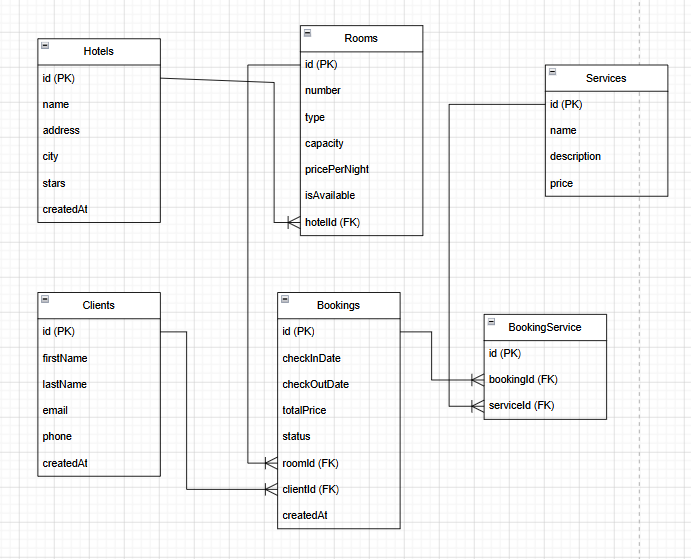 Hotels
id (PK)
name
address
city
stars
createdAt
Rooms
id (PK)
number
type
capacity
pricePerNight
isAvailable
hotelId (FK)
Services
id (PK)
name
description
price
Clients
id (PK)
firstName
lastName
email
phone
createdAt
Bookings
id (PK)
checkInDate
checkOutDate
totalPrice
status
roomId (FK)
clientId (FK)
createdAt
BookingService
id (PK)
bookingId (FK)
serviceId (FK)